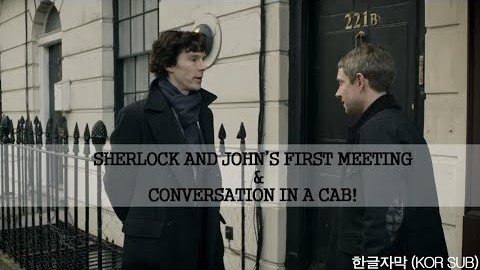 221B
SHERLOCK AND JOHN'S FIRST MEETING
&
CONVERSATION IN A CAB!
한글자막 (KOR SUB)